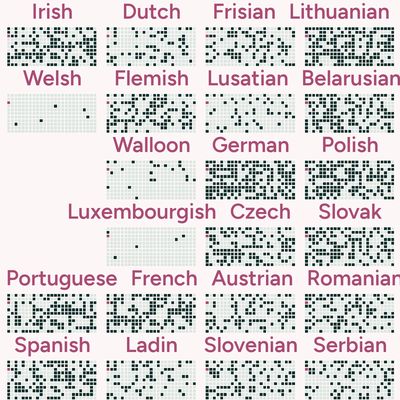 Irish Dutch Frisian Lithuanian
Welsh Flemish Lusatian Belarusian
Walloon German Polish
Luxembourgish Czech Slovak
Portuguese French Austrian Romanian
Spanish Ladin Slovenian Serbian